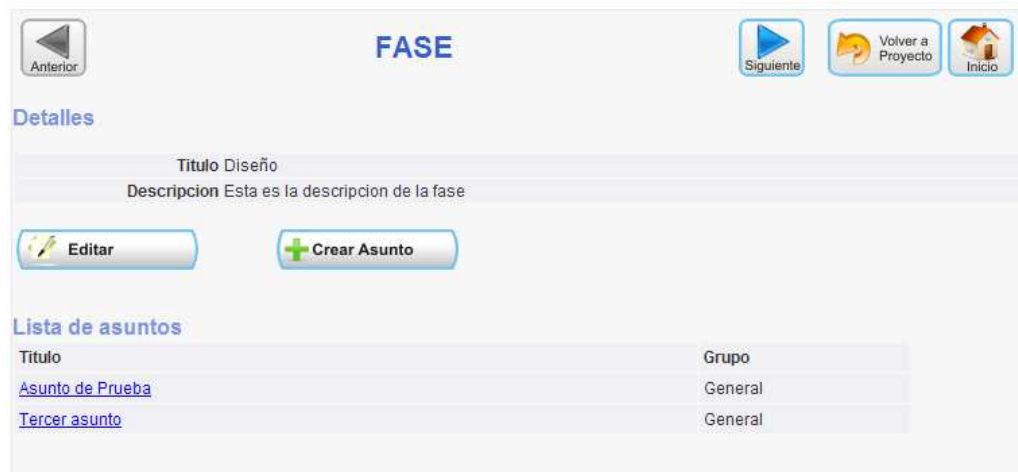 Anterior
FASE
Siguiente
Volver a
Proyecto
Inicio
Detalles
Titulo Diseño
Descripcion Esta es la descripcion de la fase
Editar
Crear Asunto
Lista de asuntos
Titulo Grupo
Asunto de Prueba General
Tercer asunto General